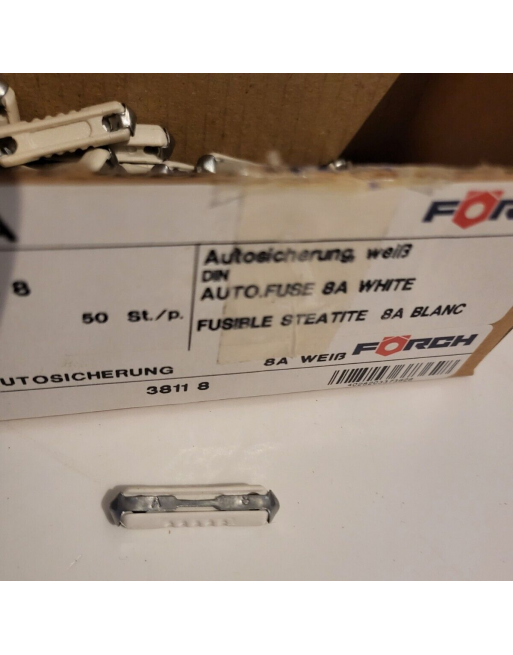 FÖR
Autosicherung, weiß
DIN
8
AUTO.FUSE 8A WHITE
50 St./p.
FUSIBLE STEATITE 8A BLANC
UTOSICHERUNG
8A WEIß FÖRCH
3811 8